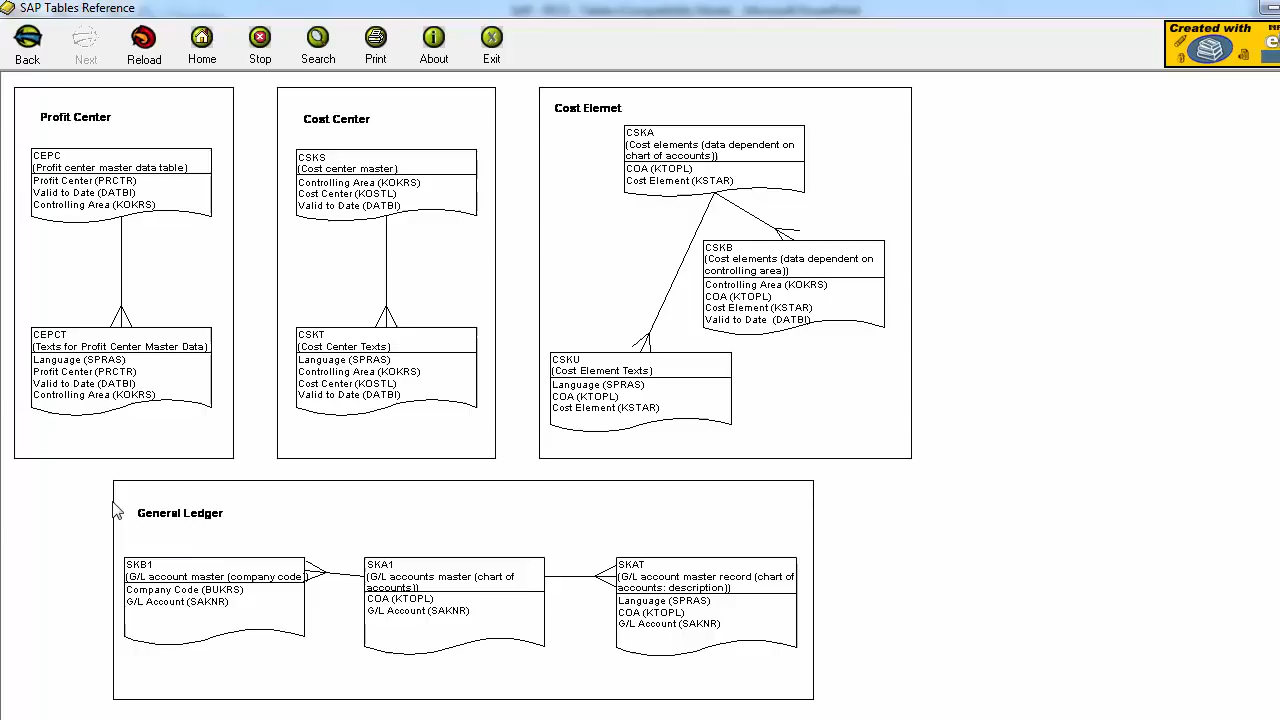 SAP Tables Reference
Back
Next
Reload
Home
Stop
Search
Print
About
Exit
Created with
Profit Center
CEPC
(Profit center master data table)
Profit Center (PRCTR)
Valid to Date (DATBI)
Controlling Area (KOKRS)
CEPCT
(Texts for Profit Center Master Data)
Language (SPRAS)
Profit Center (PRCTR)
Valid to Date (DATBI)
Controlling Area (KOKRS)
Cost Center
CSKS
(Cost center master)
Controlling Area (KOKRS)
Cost Center (KOSTL)
Valid to Date (DATBI)
CSKT
(Cost Center Texts)
Language (SPRAS)
Controlling Area (KOKRS)
Cost Center (KOSTL)
Valid to Date (DATBI)
Cost Elemet
CSKA
(Cost elements (data dependent on
chart of accounts))
COA (KTOPL)
Cost Element (KSTAR)
CSKB
(Cost elements (data dependent on
controlling area))
Controlling Area (KOKRS)
COA (KTOPL)
Cost Element (KSTAR)
Valid to Date (DATBI)
CSKU
(Cost Element Texts)
Language (SPRAS)
COA (KTOPL)
Cost Element (KSTAR)
General Ledger
SKB1
(G/L account master (company code)
Company Code (BUKRS)
G/L Account (SAKNR)
SKA1
(G/L accounts master (chart of
accounts))
COA (KTOPL)
G/L Account (SAKNR)
SKAT
(G/L account master record (chart of
accounts: description))
Language (SPRAS)
COA (KTOPL)
G/L Account (SAKNR)